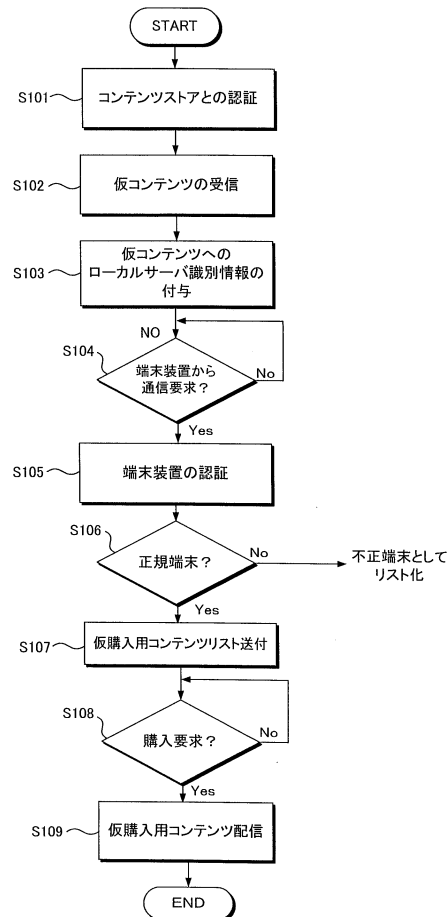 START
S101
コンテンツストアとの認証
S102
仮コンテンツの受信
S103
仮コンテンツへの
ローカルサーバ識別情報の
付与
NO
S104
端末装置から
通信要求？
No
Yes
S105
端末装置の認証
S106
正規端末？
No
不正端末として
リスト化
Yes
S107
仮購入用コンテンツリスト送付
S108
購入要求？
No
Yes
S109
仮購入用コンテンツ配信
END